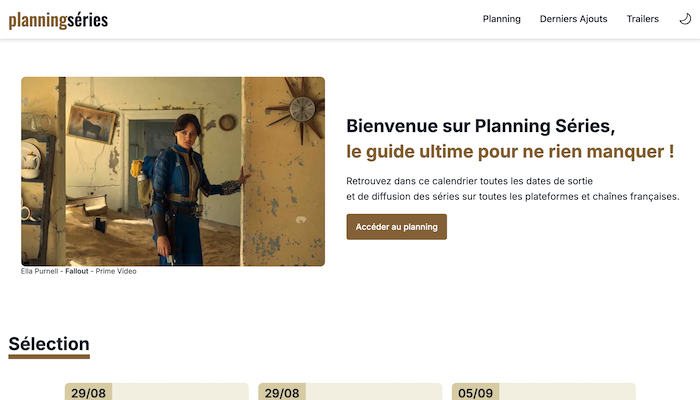 planningséries
Planning
Derniers Ajouts
Trailers
Bienvenue sur Planning Séries,
le guide ultime pour ne rien manquer !
Retrouvez dans ce calendrier toutes les dates de sortie
et de diffusion des séries sur toutes les plateformes et chaînes françaises.
Accéder au planning
Ella Purnell - Fallout - Prime Video
Sélection
29/08
29/08
05/09